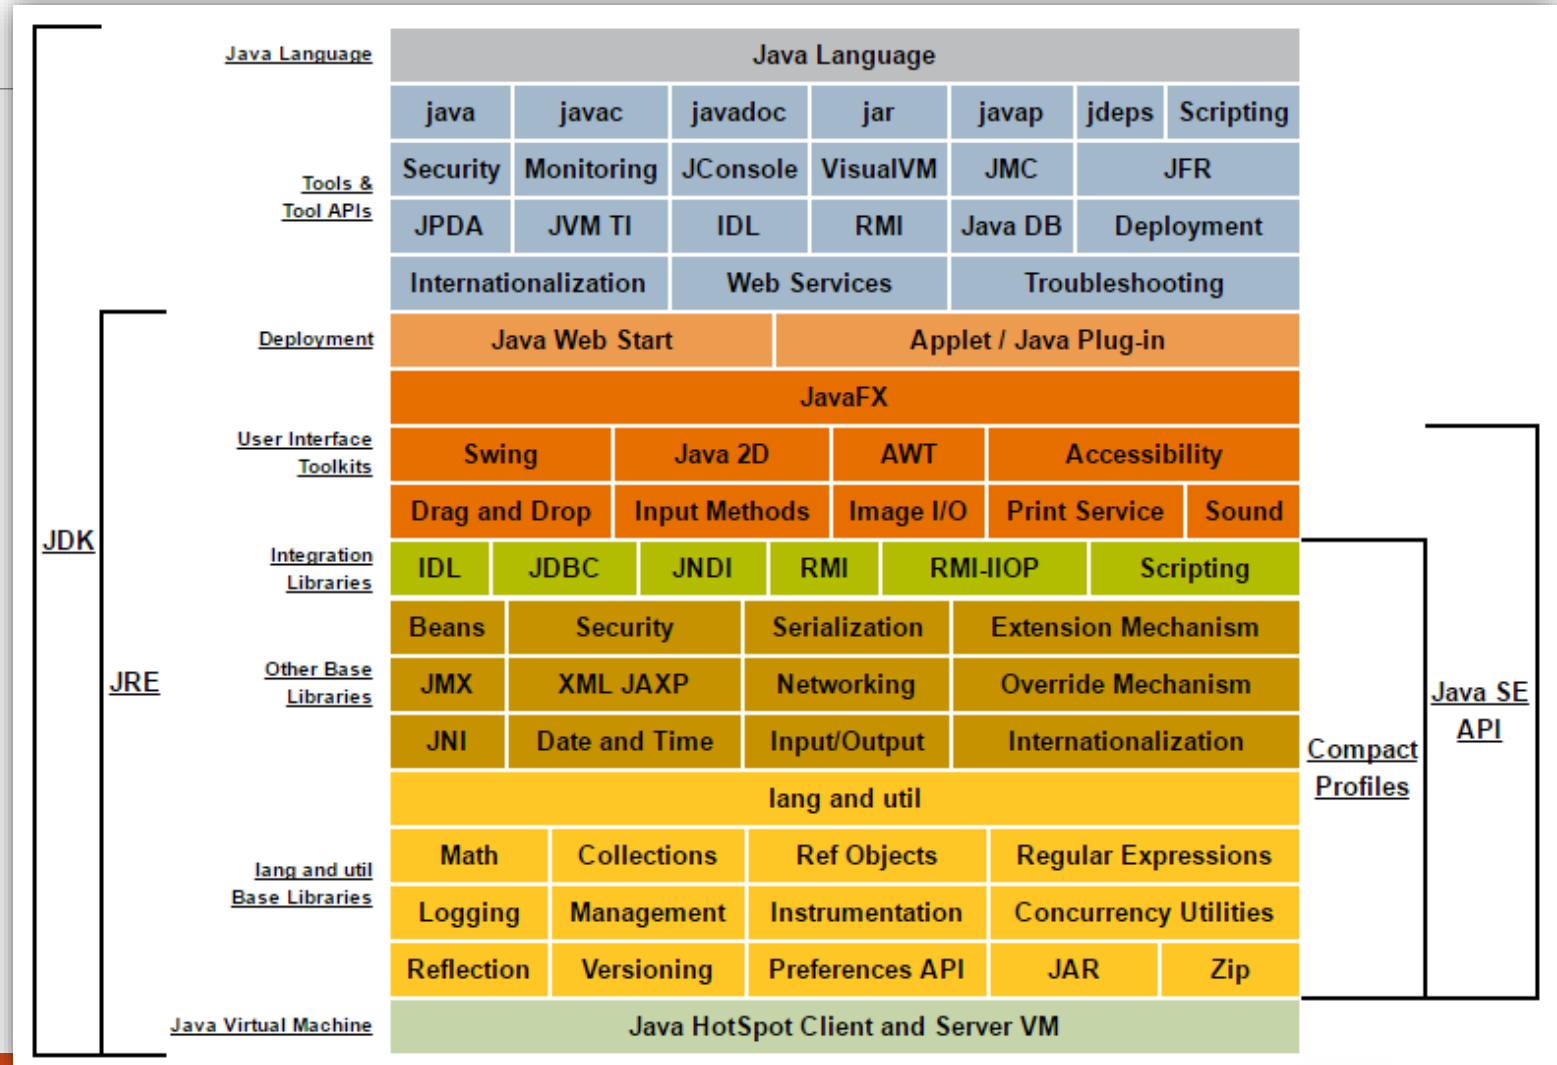 Java Language
Java Language
java javac javadoc jar javap jdeps Scripting
Security Monitoring JConsole VisualVM JMC JFR
Tools &
Tool APIs
JPDA JVM TI IDL RMI Java DB Deployment
Internationalization Web Services Troubleshooting
Deployment
Java Web Start Applet / Java Plug-in
JavaFX
User Interface
Toolkits
Swing Java 2D AWT Accessibility
Drag and Drop Input Methods Image I/O Print Service Sound
JDK
Integration
Libraries
IDL JDBC JNDI RMI RMI-IIOP Scripting
Beans Security Serialization Extension Mechanism
JRE
Other Base
Libraries
JMX XML JAXP Networking Override Mechanism
Java SE
API
JNI Date and Time Input/Output Internationalization
Compact
Profiles
lang and util
lang and util
Base Libraries
Math Collections Ref Objects Regular Expressions
Logging Management Instrumentation Concurrency Utilities
Reflection Versioning Preferences API JAR Zip
Java Virtual Machine
Java HotSpot Client and Server VM